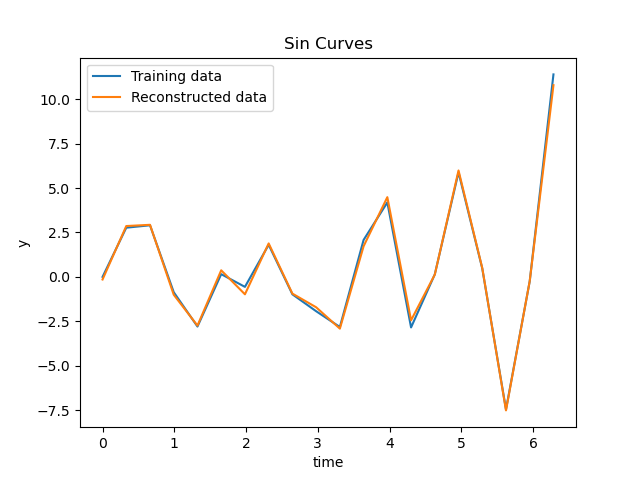 Sin Curves
Training data
Reconstructed data
10.0
7.5
5.0
2.5
0.0
−2.5
−5.0
−7.5
y
0 1 2 3 4 5 6
time